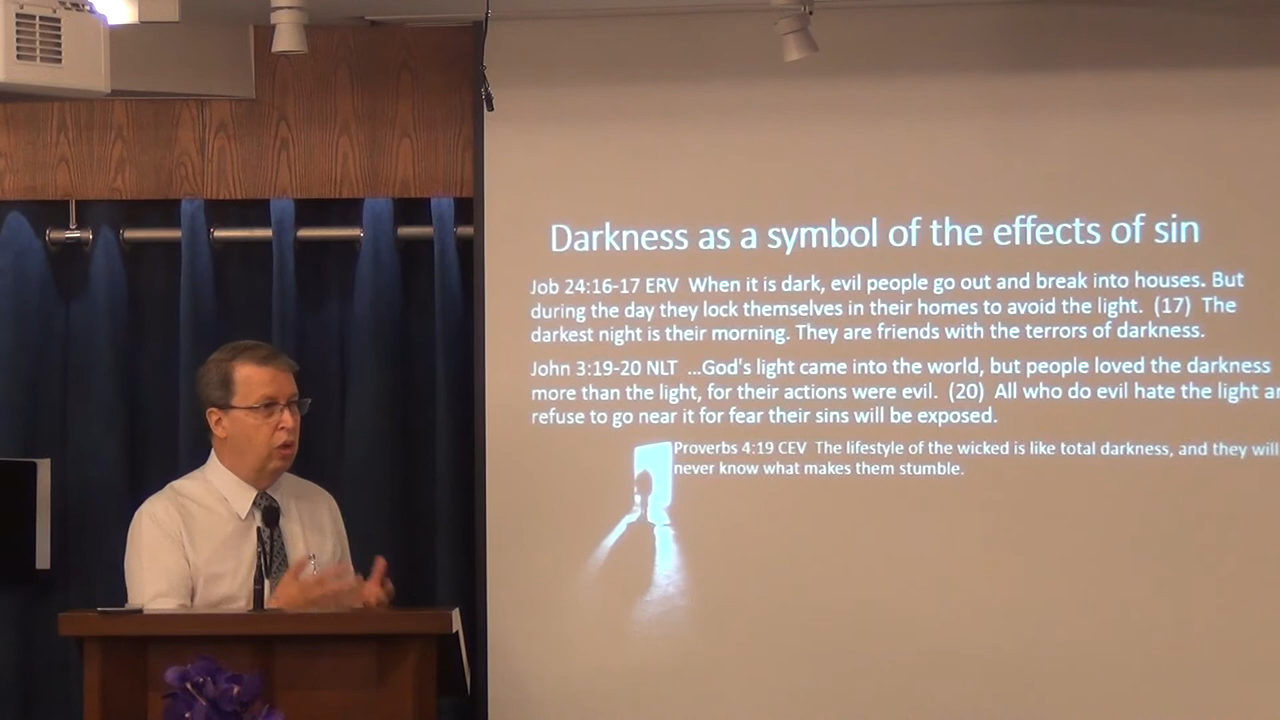 Darkness as a symbol of the effects of sin
Job 24:16-17 ERV When it is dark, evil people go out and break into houses. But
during the day they lock themselves in their homes to avoid the light. (17) The
darkest night is their morning. They are friends with the terrors of darkness.
John 3:19-20 NLT ...God's light came into the world, but people loved the darkness
more than the light, for their actions were evil. (20) All who do evil hate the light
refuse to go near it for fear their sins will be exposed.
Proverbs 4:19 CEV The lifestyle of the wicked is like total darkness, and they will
never know what makes them stumble.